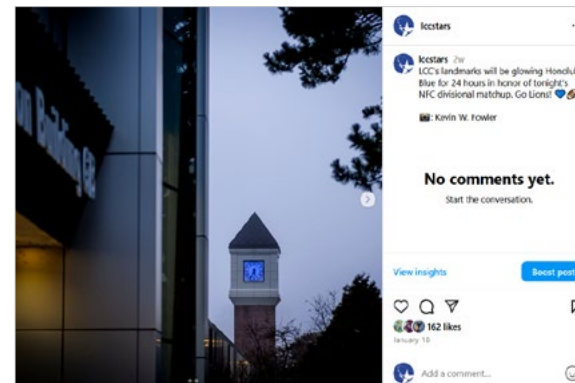 lccstars
lccstars 2w
LCC's landmarks will be glowing Honolulu
Blue for 24 hours in honor of tonight's
NFC divisional matchup. Go Lions! 💙🏈
📷: Kevin W. Fowler
No comments yet.
Start the conversation.
View insights
Boost post
162 likes
January 18
Add a comment...